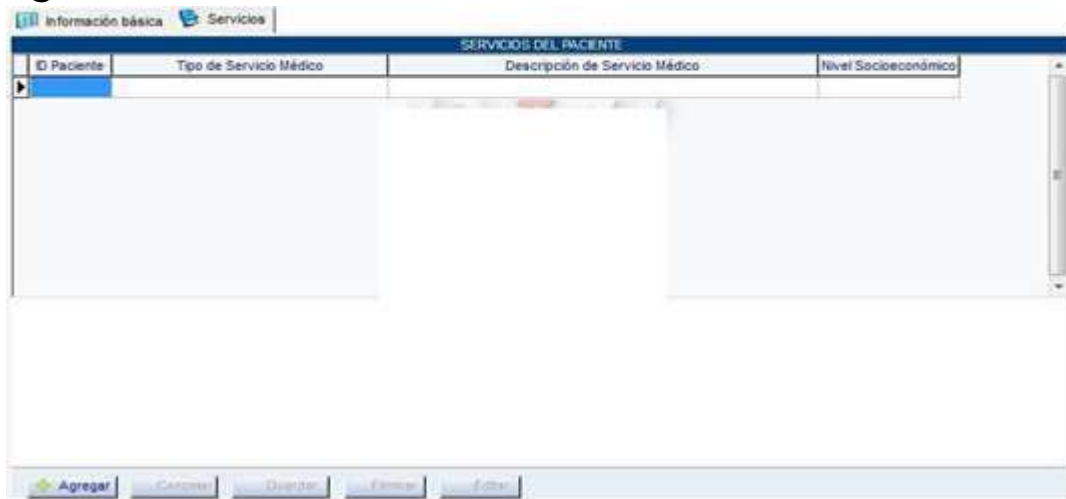 Información básica Servicios
SERVICIOS DEL PACIENTE
ID Paciente Tipo de Servicio Médico Descripción de Servicio Médico Nivel Socioeconómico
Agregar Cancelar Guardar Eliminar Editar